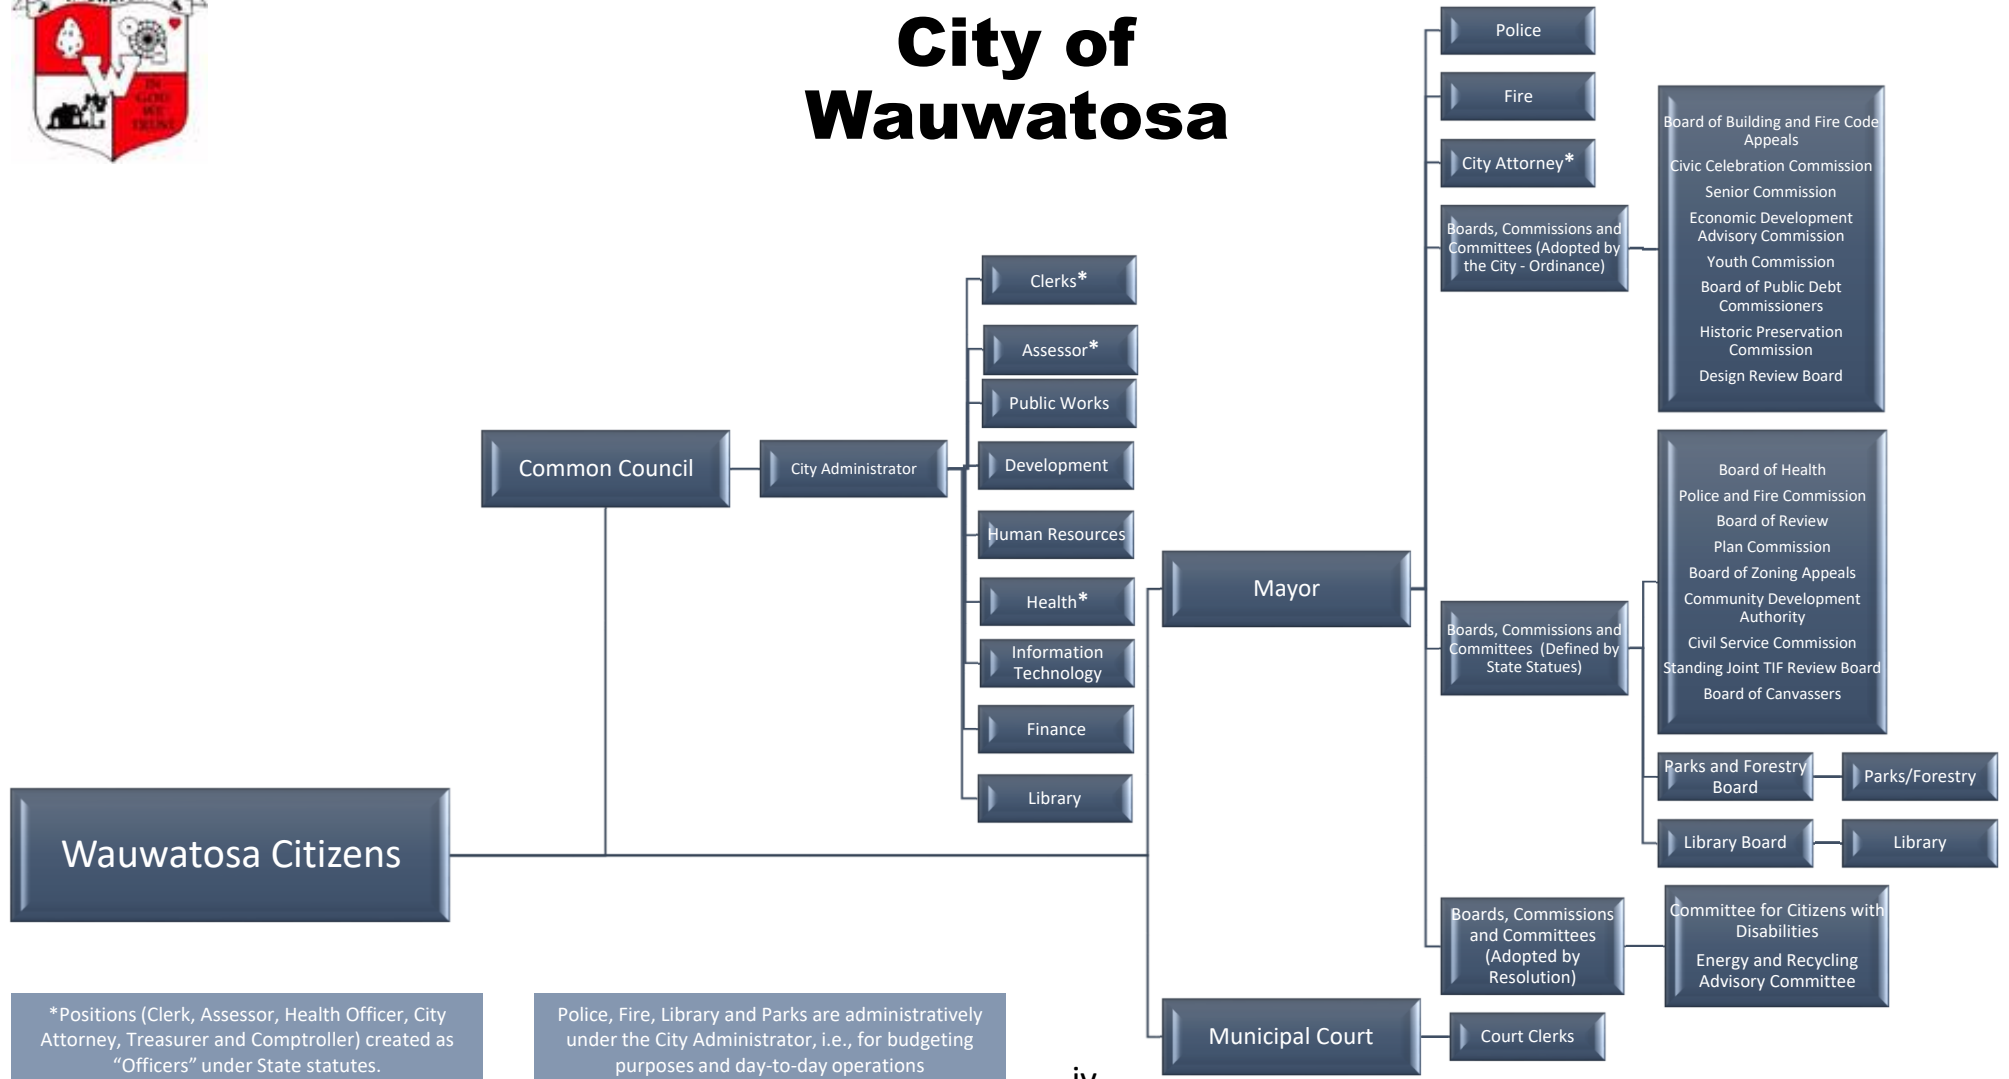 IN
GOD
WE
TRUST
W
City of
Wauwatosa
Police
Fire
City Attorney*
Boards, Commissions and
Committees (Adopted by
the City - Ordinance)
Board of Building and Fire Code
Appeals
Civic Celebration Commission
Senior Commission
Economic Development
Advisory Commission
Youth Commission
Board of Public Debt
Commissioners
Historic Preservation
Commission
Design Review Board
Clerks*
Assessor*
Public Works
Development
Human Resources
Health*
Information
Technology
Finance
Library
Common Council
City Administrator
Mayor
Boards, Commissions and
Committees (Defined by
State Statues)
Board of Health
Police and Fire Commission
Board of Review
Plan Commission
Board of Zoning Appeals
Community Development
Authority
Civil Service Commission
Standing Joint TIF Review Board
Board of Canvassers
Parks and Forestry
Board
Parks/Forestry
Library Board
Library
Wauwatosa Citizens
Boards, Commissions
and Committees
(Adopted by
Resolution)
Committee for Citizens with
Disabilities
Energy and Recycling
Advisory Committee
Municipal Court
Court Clerks
*Positions (Clerk, Assessor, Health Officer, City
Attorney, Treasurer and Comptroller) created as
“Officers” under State statutes.
Police, Fire, Library and Parks are administratively
under the City Administrator, i.e., for budgeting
purposes and day-to-day operations
iv